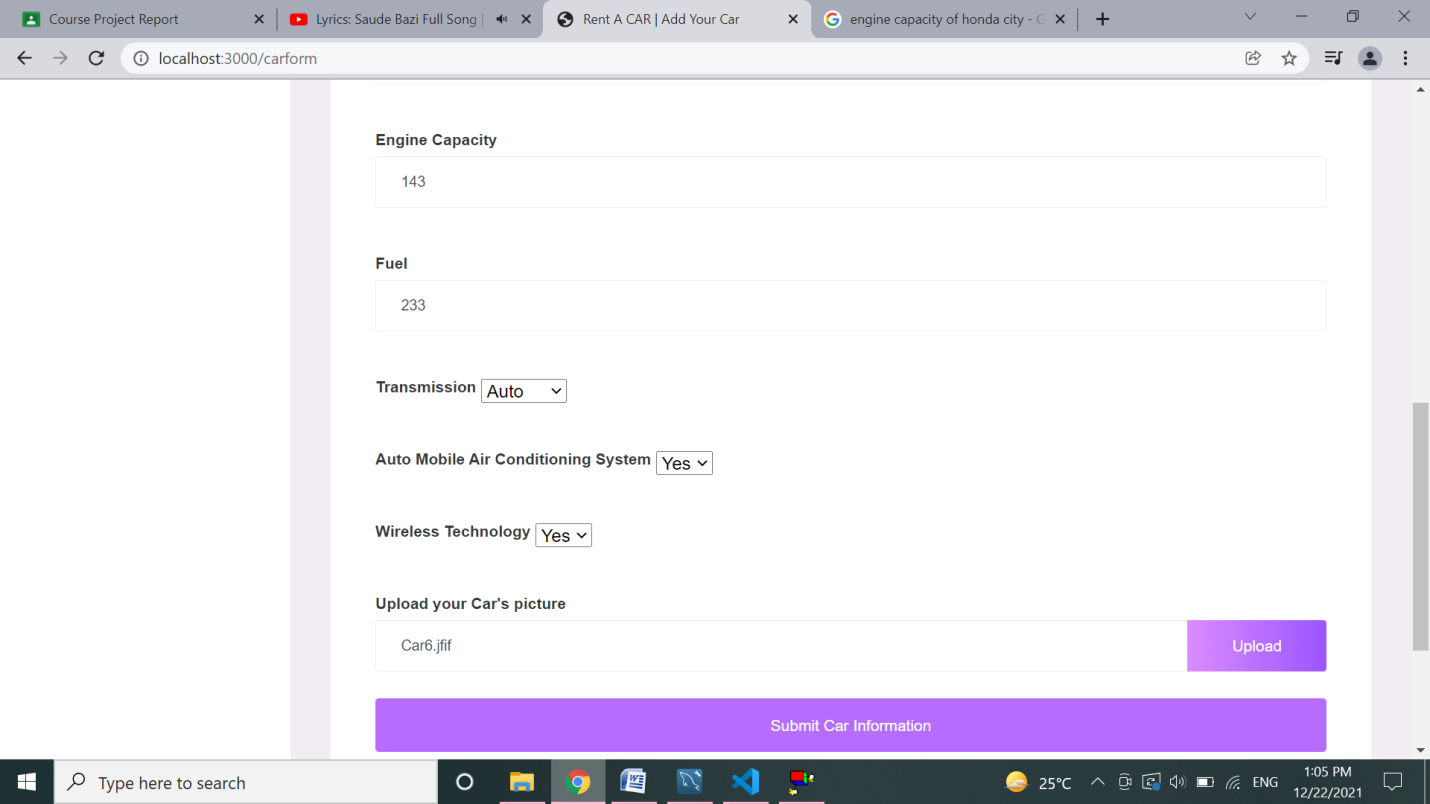 Course Project Report
Lyrics: Saude Bazi Full Song |
Rent A CAR | Add Your Car
engine capacity of honda city - G
localhost:3000/carform
Engine Capacity
143
Fuel
233
Transmission Auto
Auto Mobile Air Conditioning System Yes
Wireless Technology Yes
Upload your Car's picture
Car6.jfif Upload
Submit Car Information
Type here to search
25°C
ENG
1:05 PM
12/22/2021